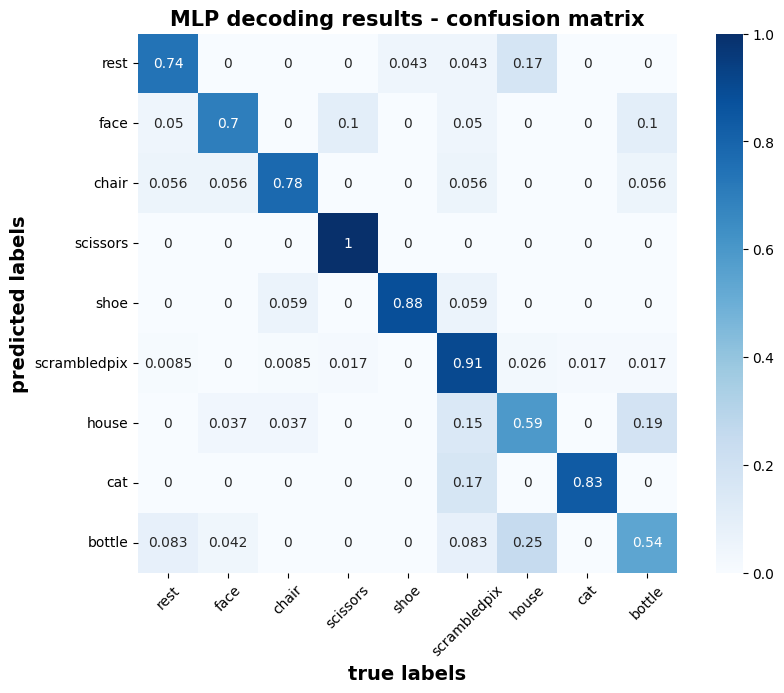 MLP decoding results - confusion matrix
predicted labels
rest 0.74 0 0 0 0.043 0.043 0.17 0 0
face 0.05 0.7 0 0.1 0 0.05 0 0 0.1
chair 0.056 0.056 0.78 0 0 0.056 0 0 0.056
scissors 0 0 0 1 0 0 0 0 0
shoe 0 0 0.059 0 0.88 0.059 0 0 0
scrambledpix 0.0085 0 0.0085 0.017 0 0.91 0.026 0.017 0.017
house 0 0.037 0.037 0 0 0.15 0.59 0 0.19
cat 0 0 0 0 0 0.17 0 0.83 0
bottle 0.083 0.042 0 0 0 0.083 0.25 0 0.54
rest face chair scissors shoe scrambledpix house cat bottle
true labels
1.0
0.8
0.6
0.4
0.2
0.0